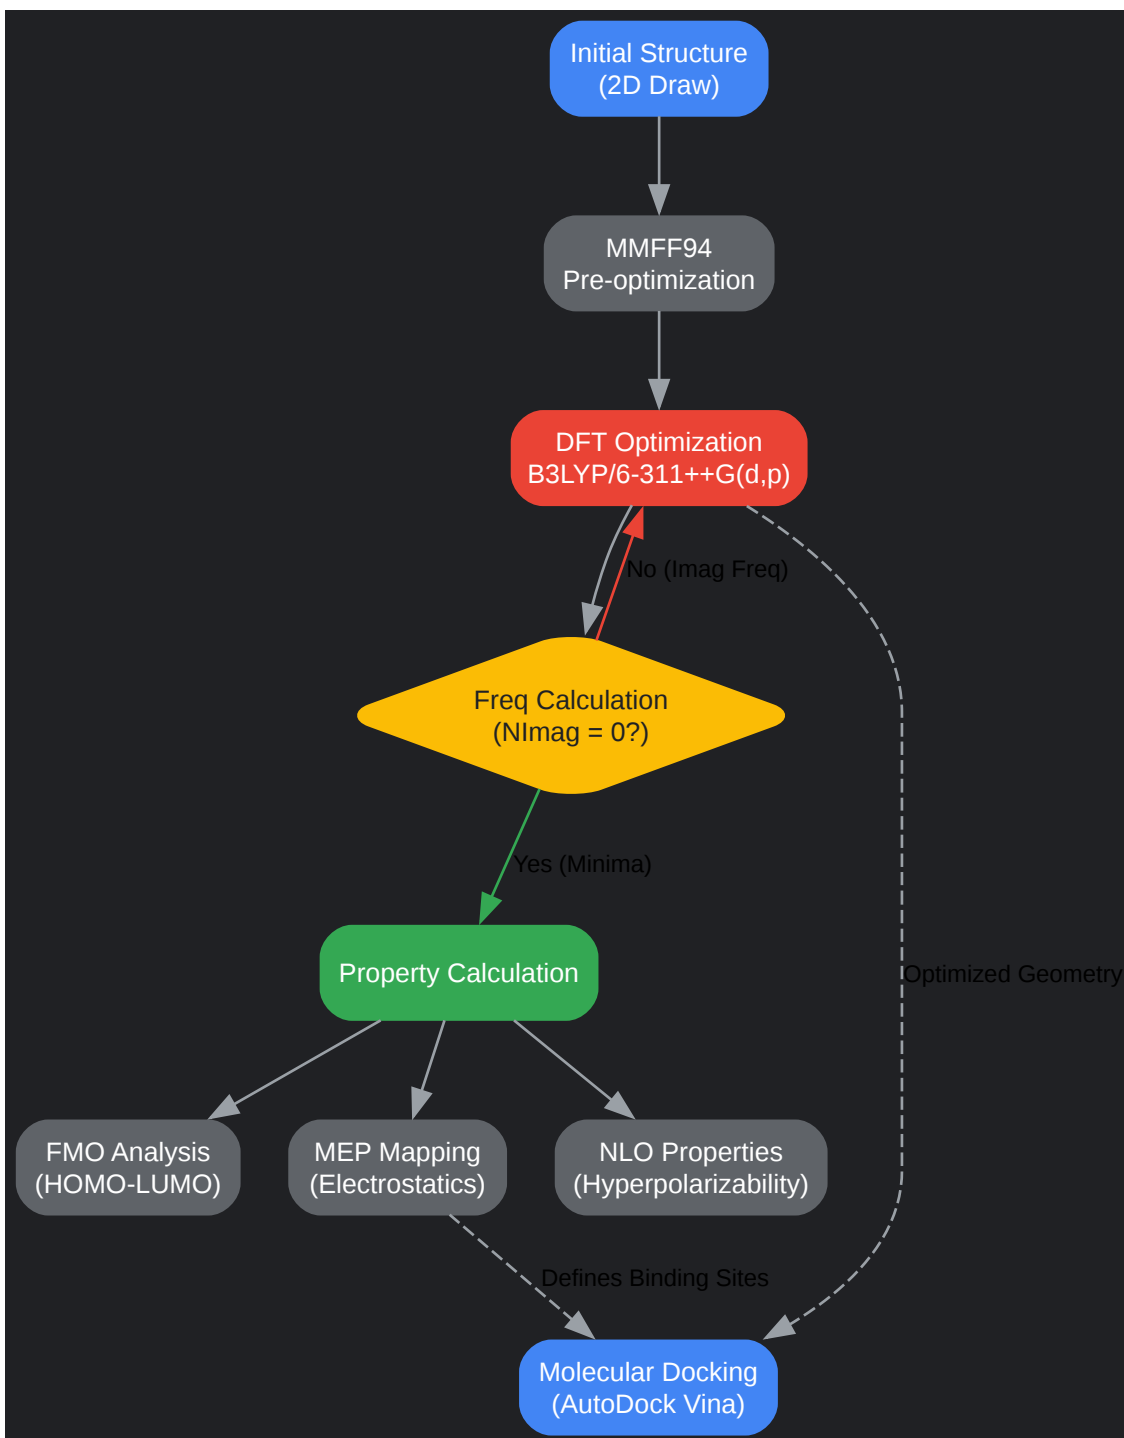 Initial Structure
(2D Draw)
MMFF94
Pre-optimization
DFT Optimization
B3LYP/6-311++G(d,p)
No (Imag Freq)
Freq Calculation
(NImag = 0?)
Yes (Minima)
Property Calculation
Optimized Geometry
FMO Analysis
(HOMO-LUMO)
MEP Mapping
(Electrostatics)
NLO Properties
(Hyperpolarizability)
Defines Binding Sites
Molecular Docking
(AutoDock Vina)